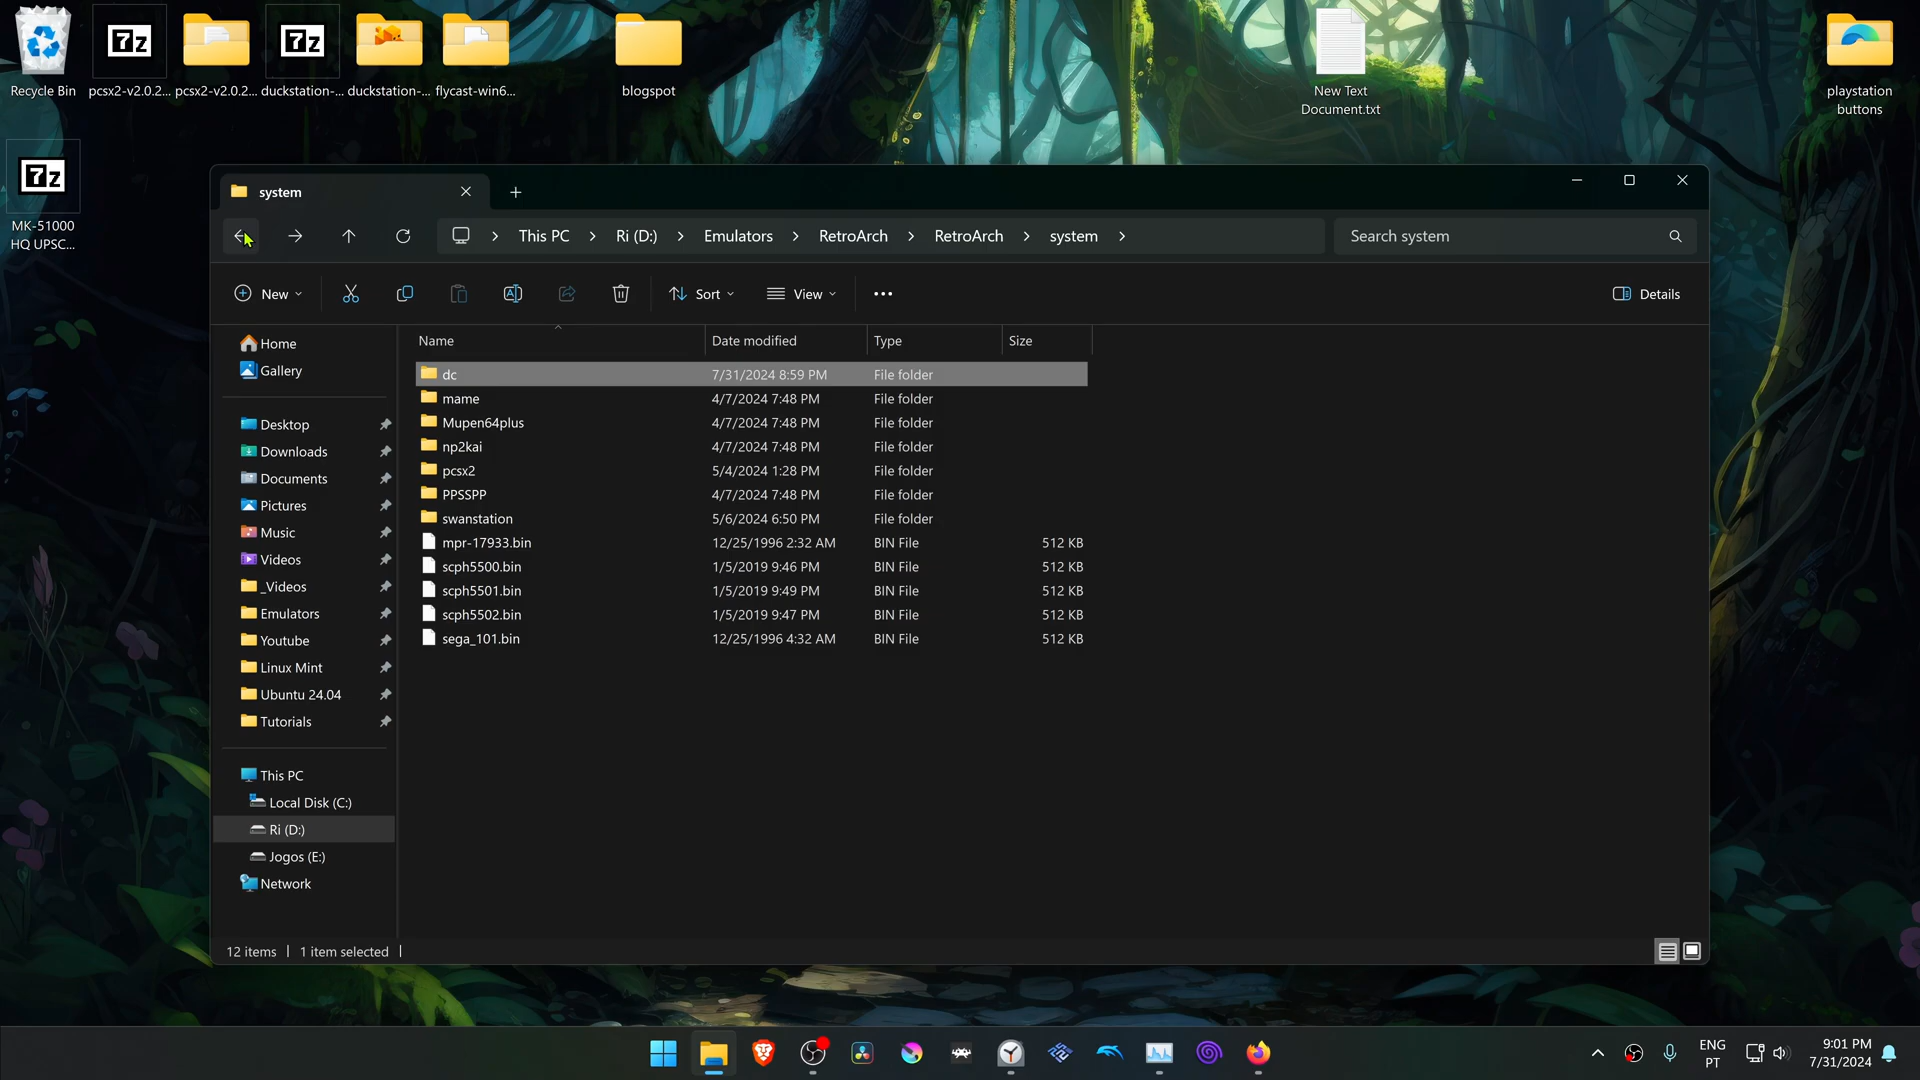 Recycle Bin
pcsx2-v2.0.2...
pcsx2-v2.0.2...
duckstation-...
duckstation-...
flycast-win6...
blogspot
New Text
Document.txt
playstation
buttons
MK-51000
HQ UPSC...
system
This PC
Ri (D:)
Emulators
RetroArch
RetroArch
system
Search system
New
Sort
View
Details
Name
Date modified
Type
Size
dc 7/31/2024 8:59 PM File folder
mame 4/7/2024 7:48 PM File folder
Mupen64plus 4/7/2024 7:48 PM File folder
np2kai 4/7/2024 7:48 PM File folder
pcsx2 5/4/2024 1:28 PM File folder
PPSSPP 4/7/2024 7:48 PM File folder
swanstation 5/6/2024 6:50 PM File folder
mpr-17933.bin 12/25/1996 2:32 AM BIN File 512 KB
scph5500.bin 1/5/2019 9:46 PM BIN File 512 KB
scph5501.bin 1/5/2019 9:49 PM BIN File 512 KB
scph5502.bin 1/5/2019 9:47 PM BIN File 512 KB
sega_101.bin 12/25/1996 4:32 AM BIN File 512 KB
Home
Gallery
Desktop
Downloads
Documents
Pictures
Music
Videos
_Videos
Emulators
Youtube
Linux Mint
Ubuntu 24.04
Tutorials
This PC
Local Disk (C:)
Ri (D:)
Jogos (E:)
Network
12 items
1 item selected
ENG
PT
9:01 PM
7/31/2024